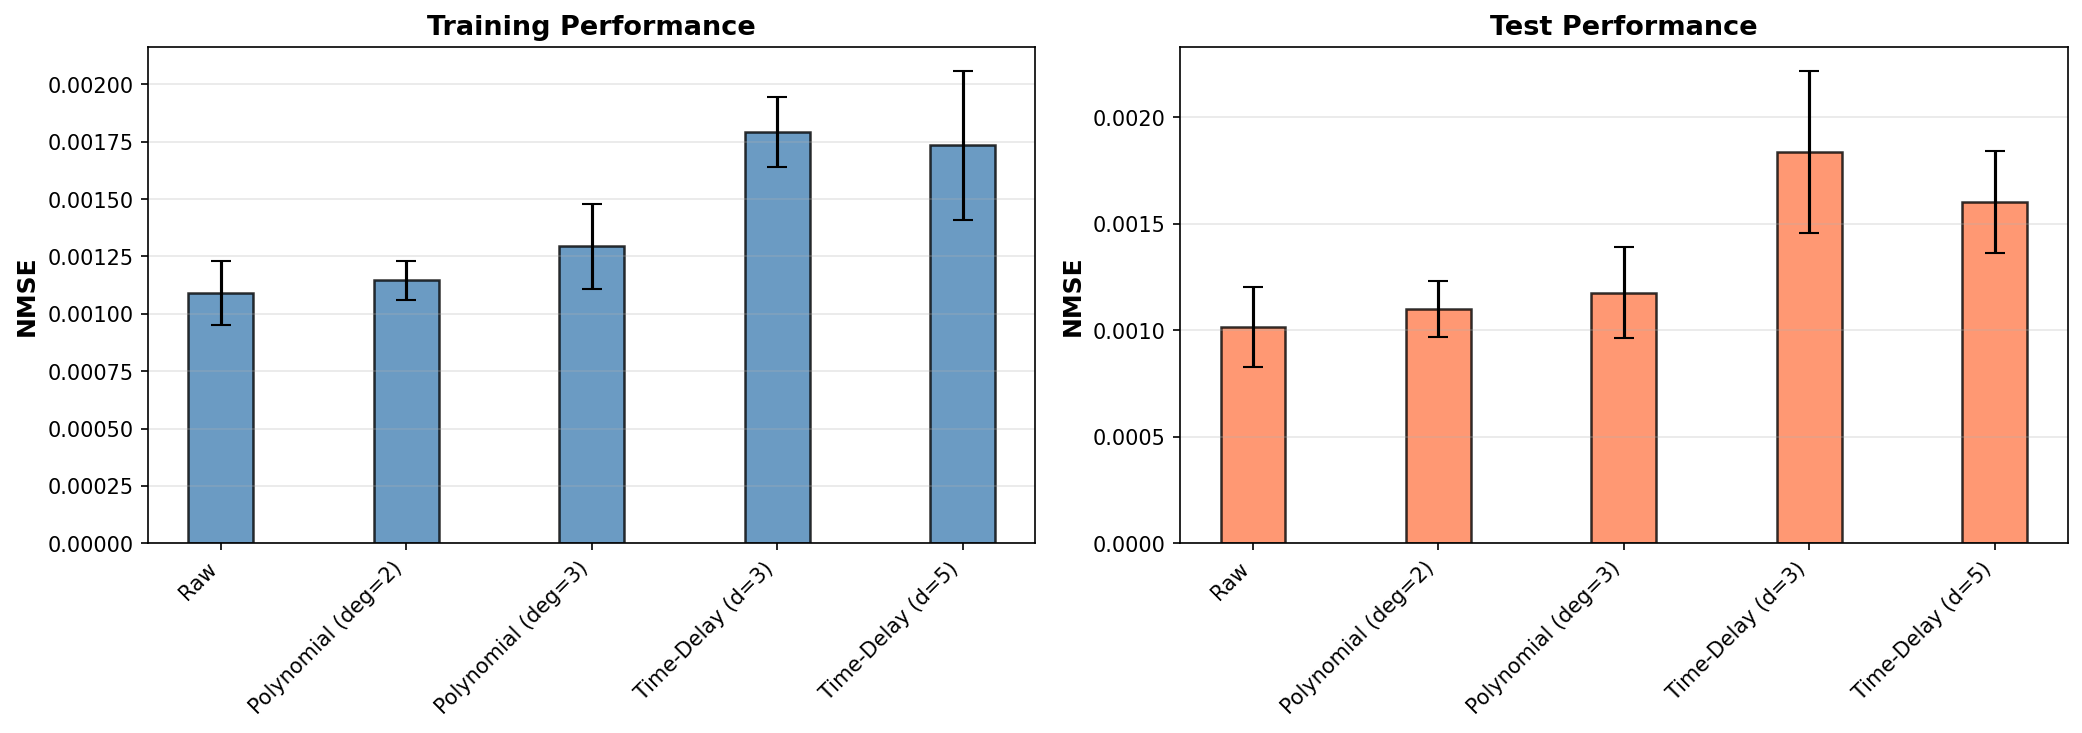 Training Performance
NMSE
0.00200
0.00175
0.00150
0.00125
0.00100
0.00075
0.00050
0.00025
0.00000
Raw
Polynomial (deg=2)
Polynomial (deg=3)
Time-Delay (d=3)
Time-Delay (d=5)
Test Performance
NMSE
0.0020
0.0015
0.0010
0.0005
0.0000
Raw
Polynomial (deg=2)
Polynomial (deg=3)
Time-Delay (d=3)
Time-Delay (d=5)